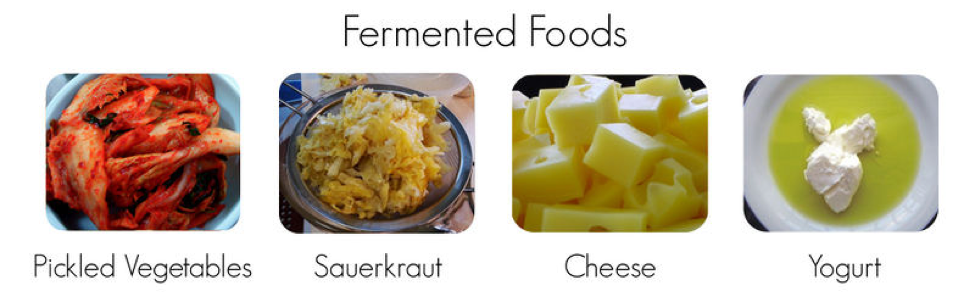 Fermented Foods
Pickled Vegetables
Sauerkraut
Cheese
Yogurt